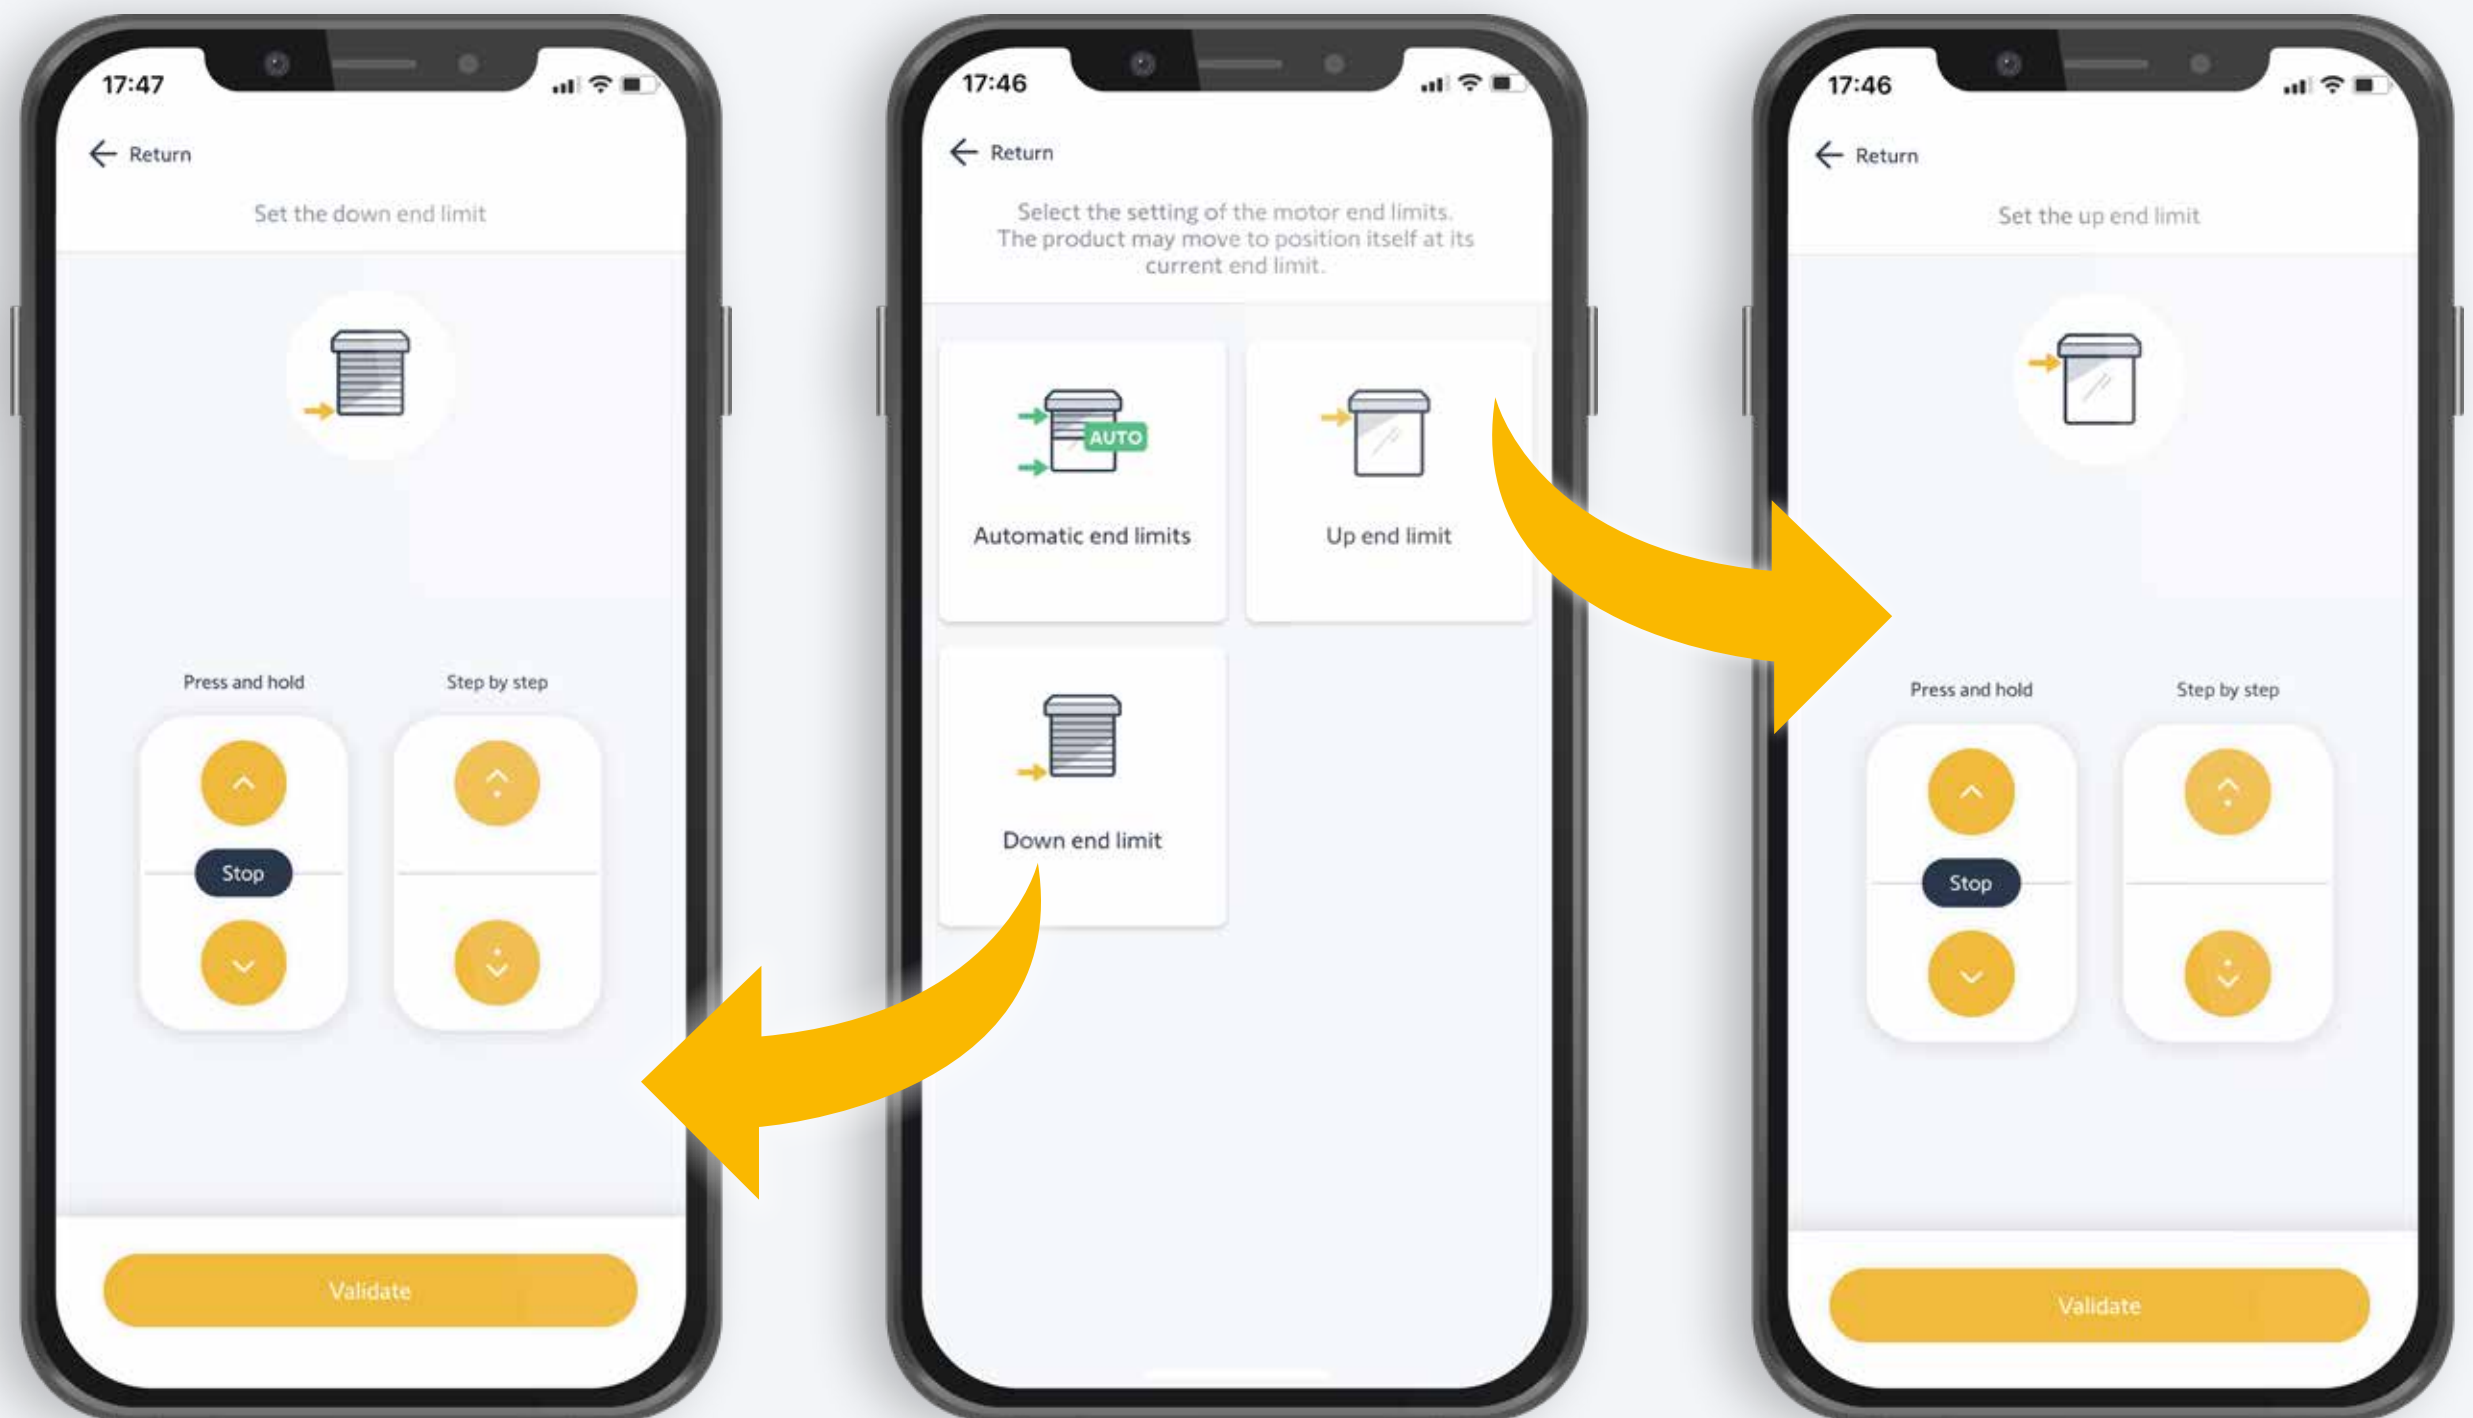 17:47
Return
Set the down end limit
Press and hold
Step by step
Stop
Validate
17:46
Return
Select the setting of the motor end limits.
The product may move to position itself at its
current end limit.
AUTO
Automatic end limits
Up end limit
Down end limit
17:46
Return
Set the up end limit
Press and hold
Step by step
Stop
Validate